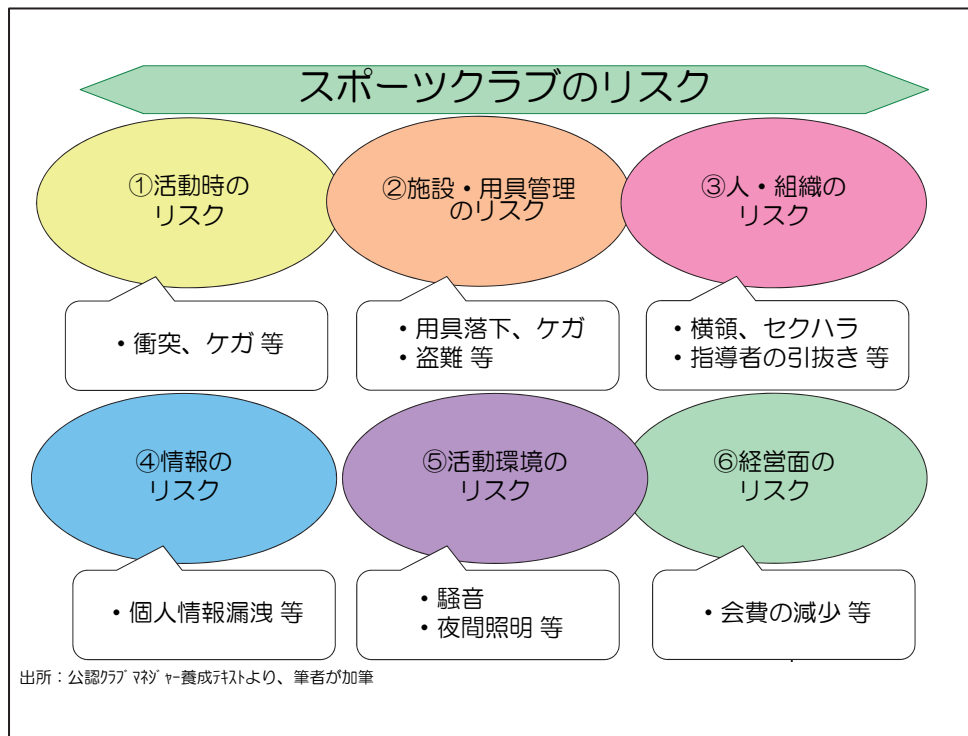 スポーツクラブのリスク
①活動時の
リスク
②施設・用具管理
のリスク
③人・組織の
リスク
・衝突、ケガ 等
・用具落下、ケガ
・盗難 等
・横領、セクハラ
・指導者の引抜き 等
④情報の
リスク
⑤活動環境の
リスク
⑥経営面の
リスク
・個人情報漏洩 等
・騒音
・夜間照明 等
・会費の減少 等
出所：公認ｸﾗﾌﾞﾏﾈｼﾞｬｰ養成ﾃｷｽﾄより、筆者が加筆